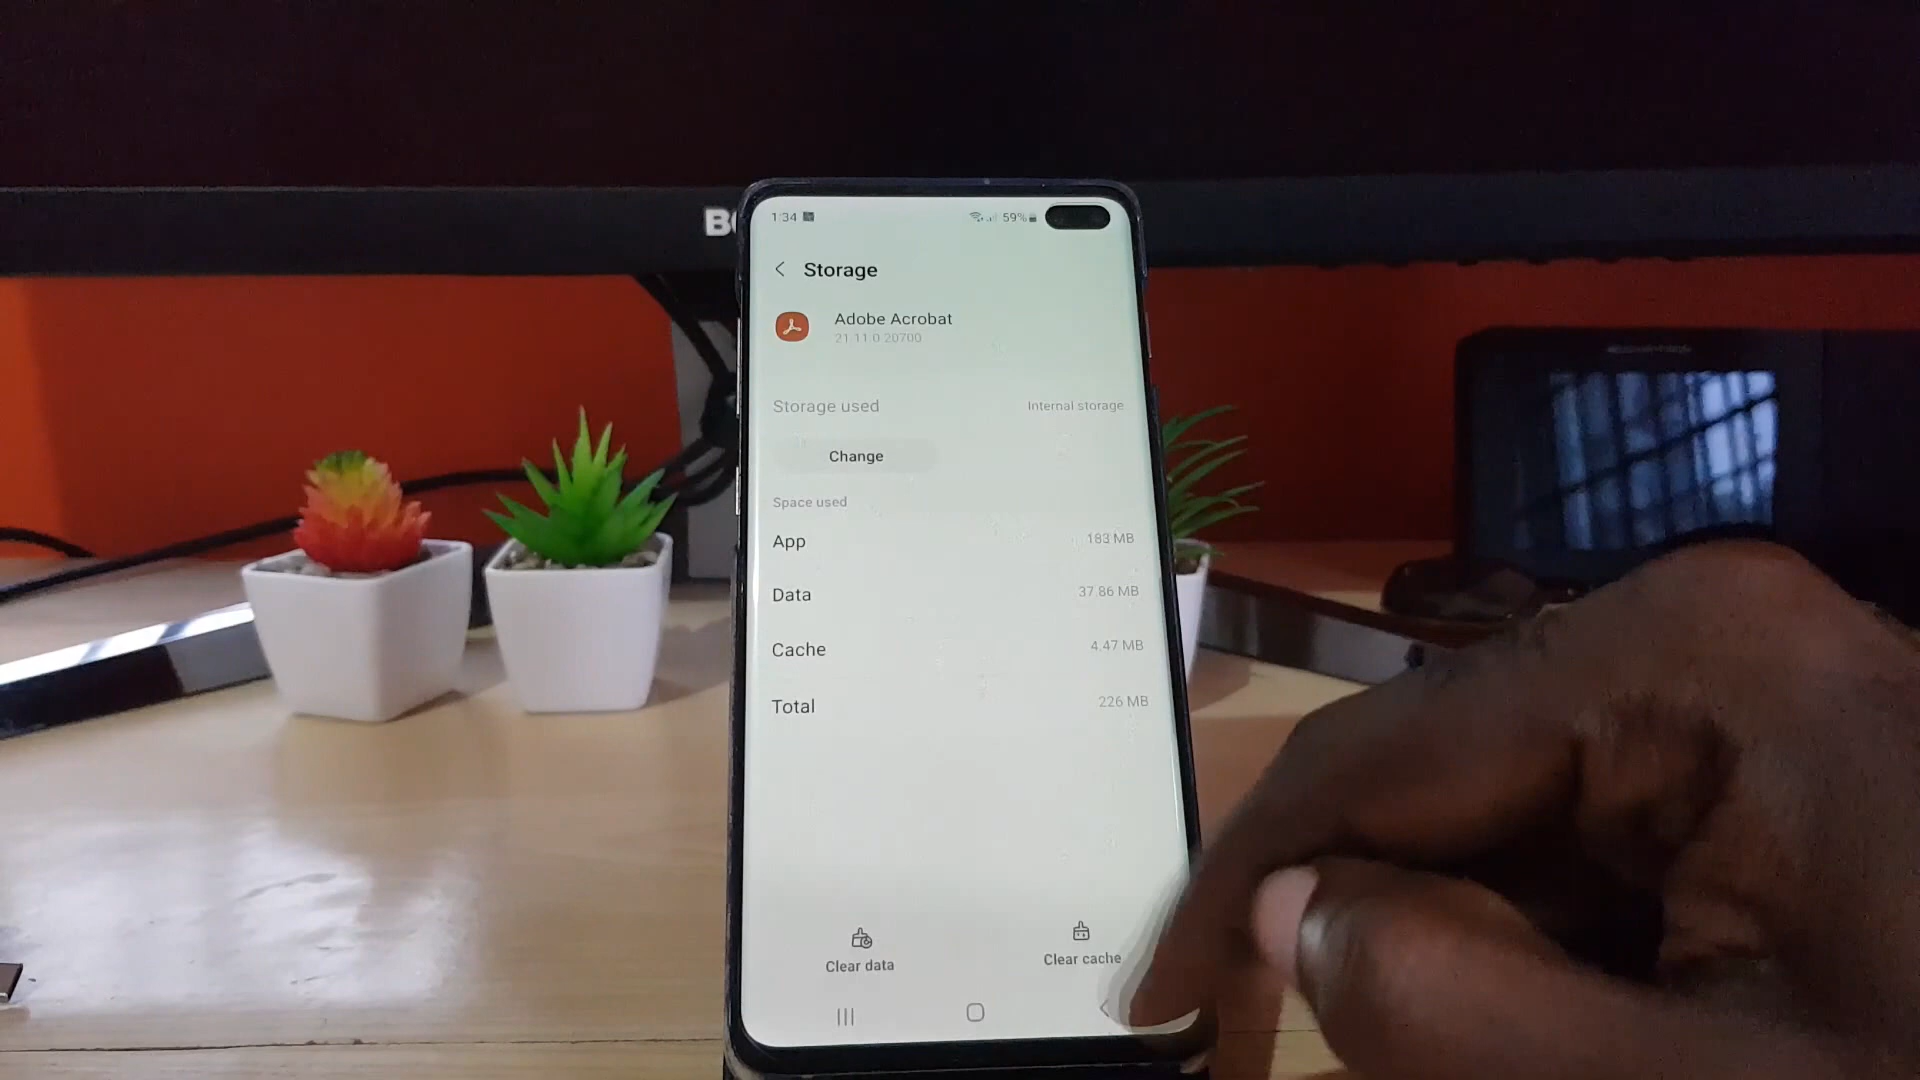 1:34
59%
Storage
Adobe Acrobat
21.11.0.20700
Storage used
Internal storage
Change
Space used
App
183 MB
Data
37.86 MB
Cache
4.47 MB
Total
226 MB
Clear data
Clear cache